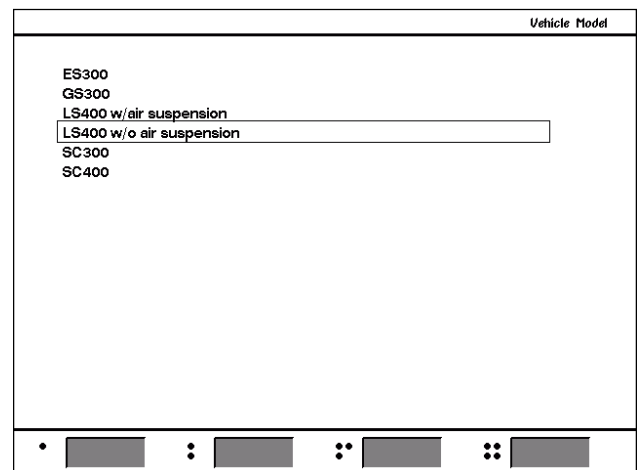 Vehicle Model
ES300
GS300
LS400 w/air suspension
LS400 w/o air suspension
SC300
SC400